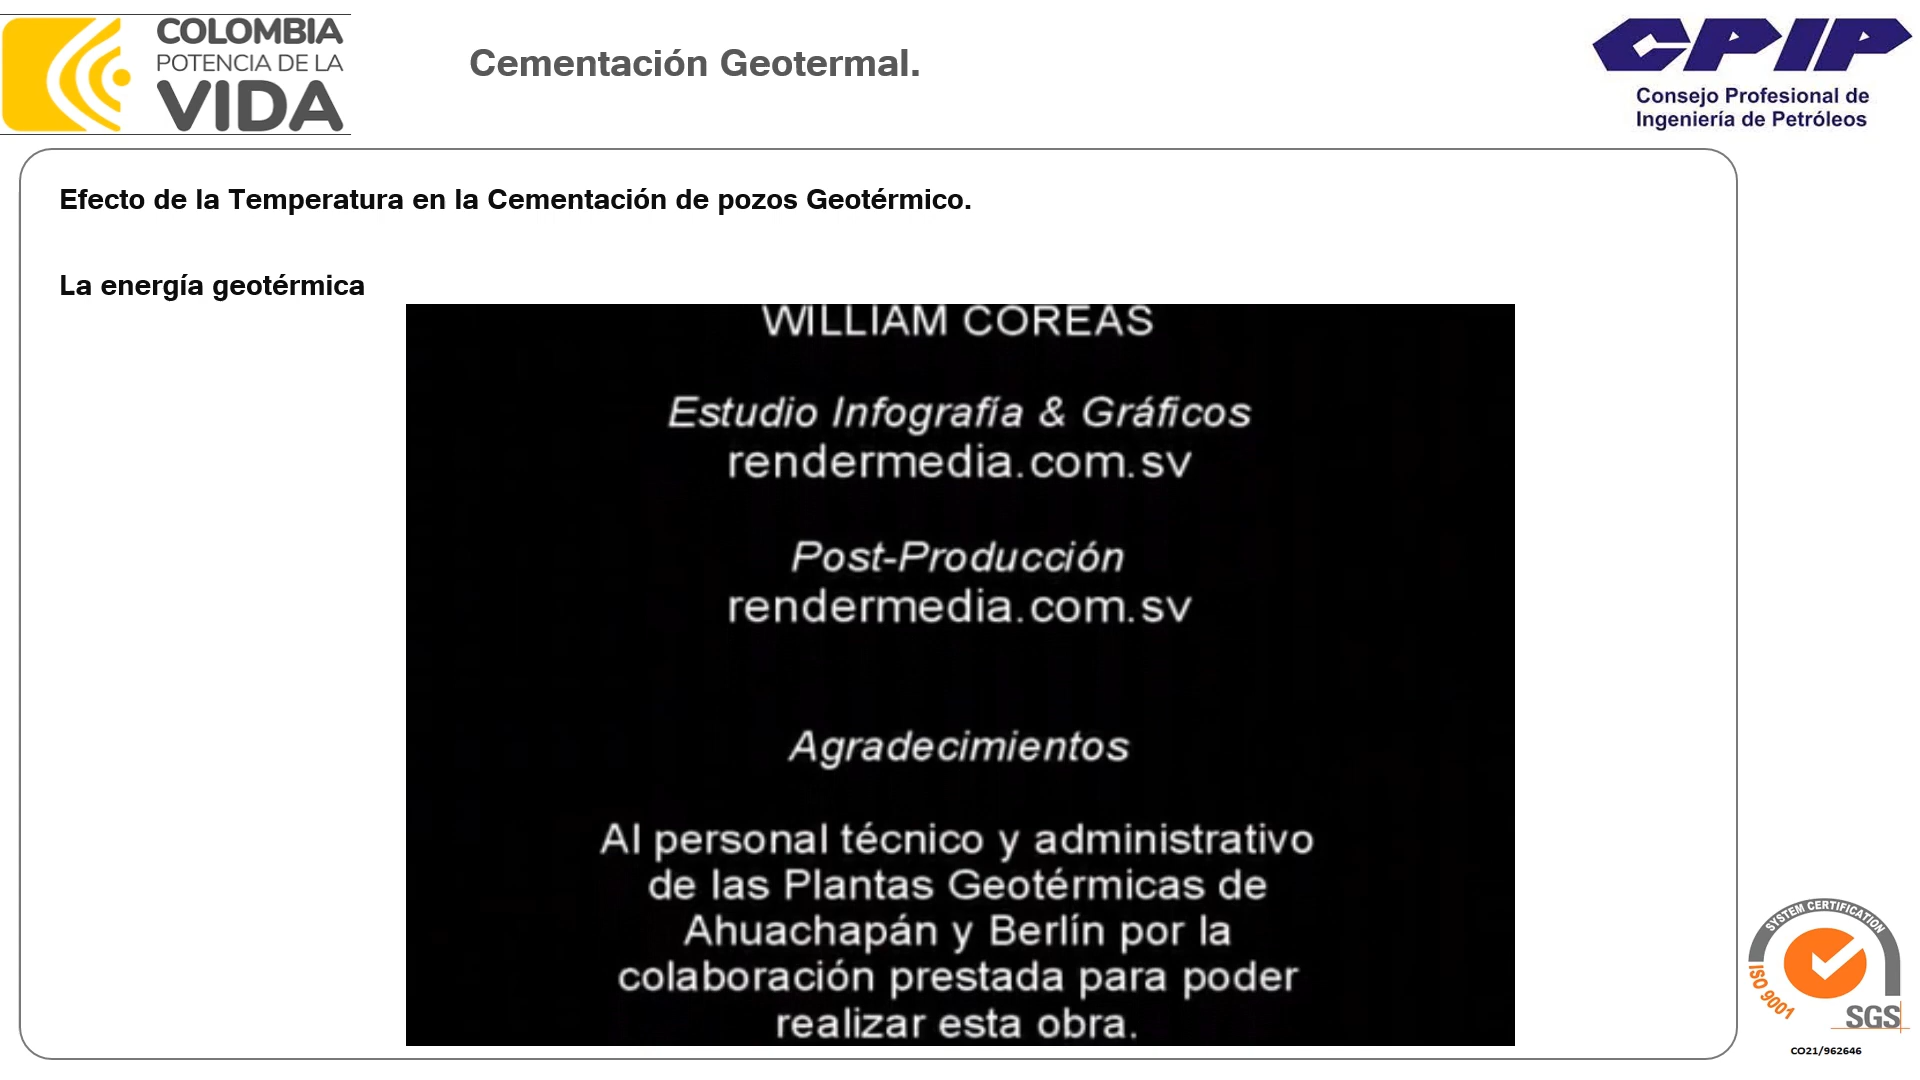 COLOMBIA
POTENCIA DE LA
VIDA
Cementación Geotermal.
CPIP
Consejo Profesional de
Ingeniería de Petróleos
Efecto de la Temperatura en la Cementación de pozos Geotérmico.
La energía geotérmica
WILLIAM COREAS
Estudio Infografía & Gráficos
rendermedia.com.sv
Post-Producción
rendermedia.com.sv
Agradecimientos
Al personal técnico y administrativo
de las Plantas Geotérmicas de
Ahuachapán y Berlín por la
colaboración prestada para poder
realizar esta obra.
SYSTEM CERTIFICATION
ISO 9001
SGS
CO21/962646